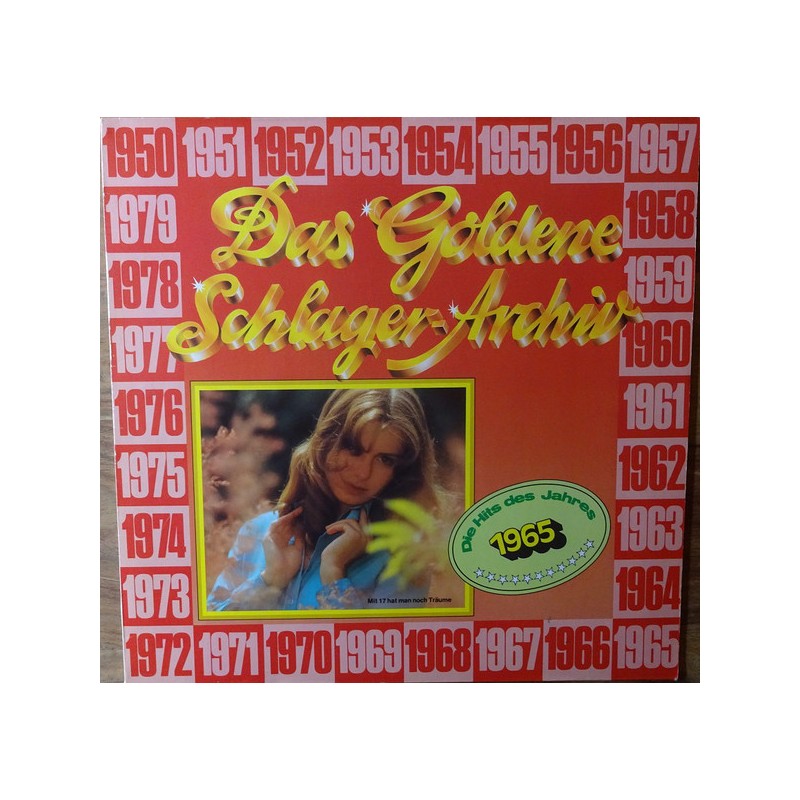 1950 1951 1952 1953 1954 1955 1956 1957
1979
1958
Das Goldene
1978
1959
Schlager-Archiv
1977
1960
1976
1961
1975
1962
Die Hits des Jahres
1965
1974
1963
1973
1964
Mit 17 hat man noch Träume
1972 1971 1970 1969 1968 1967 1966 1965